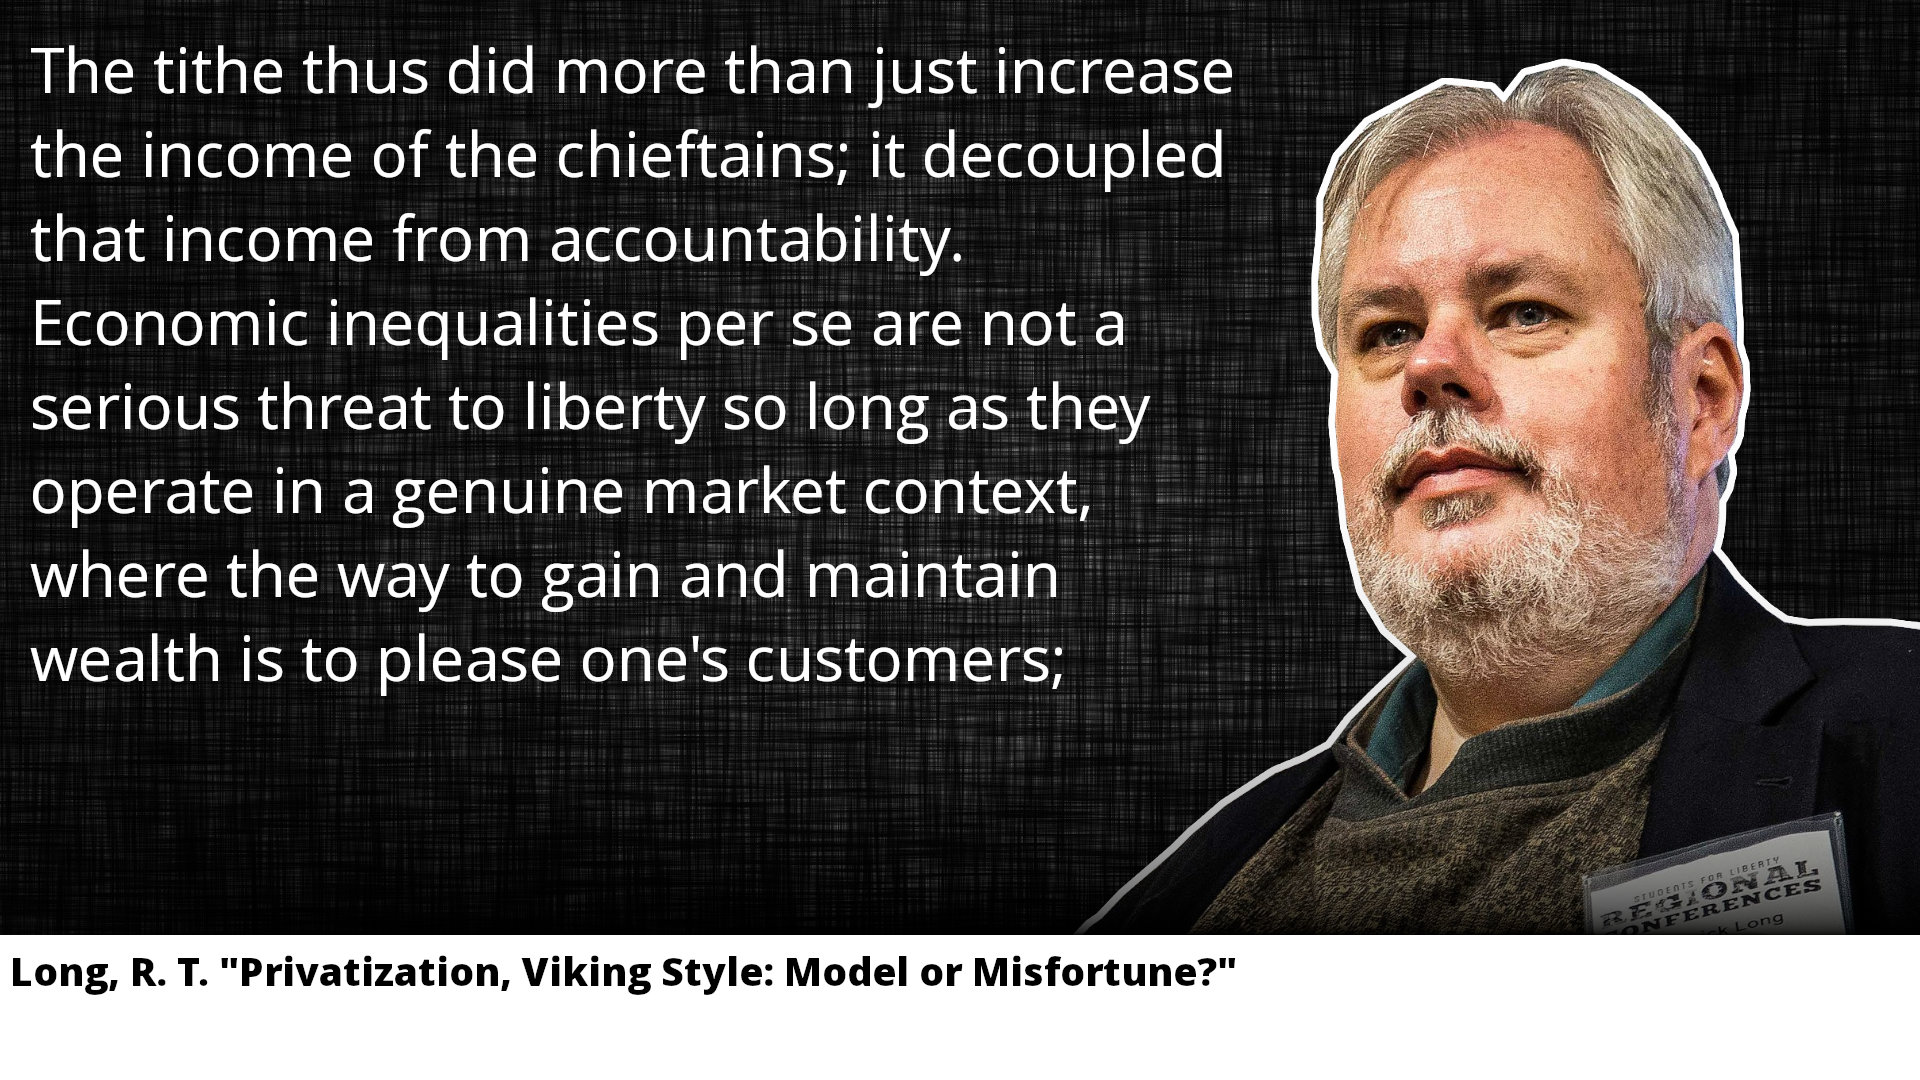 The tithe thus did more than just increase
the income of the chieftains; it decoupled
that income from accountability.
Economic inequalities per se are not a
serious threat to liberty so long as they
operate in a genuine market context,
where the way to gain and maintain
wealth is to please one's customers;
STUDENTS FOR LIBERTY
REGIONAL
CONFERENCES
Long
Long, R. T. "Privatization, Viking Style: Model or Misfortune?"